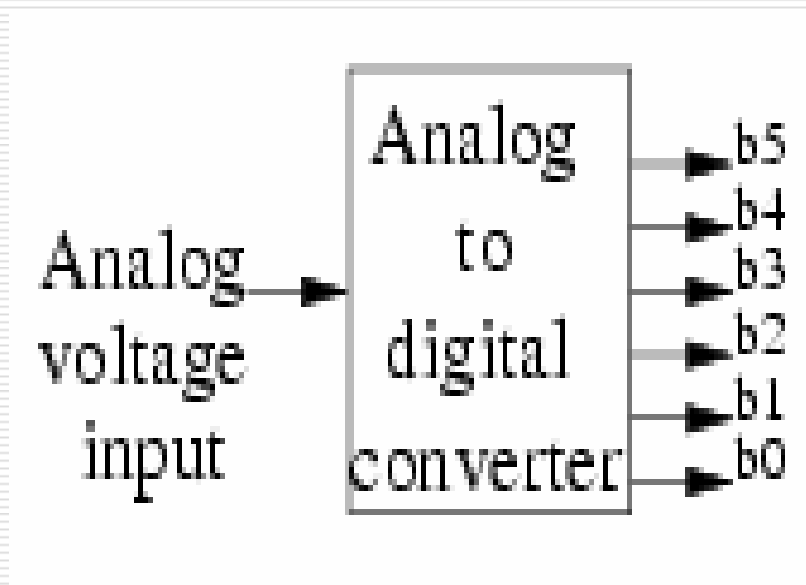 Analog
voltage
input
Analog
to
digital
converter
b5
b4
b3
b2
b1
b0